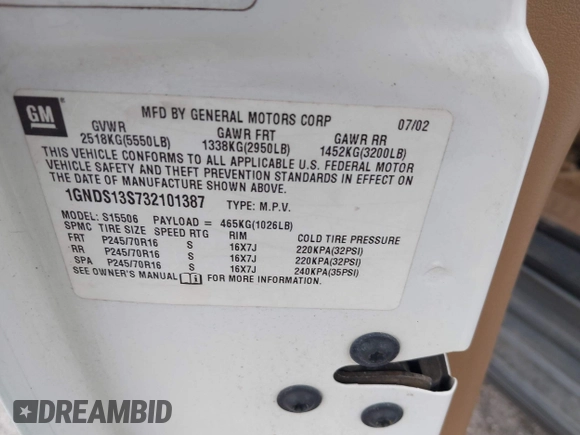 GM
MFD BY GENERAL MOTORS CORP 07/02
GVWR GAWR FRT GAWR RR
2518KG(5550LB) 1338KG(2950LB) 1452KG(3200LB)
THIS VEHICLE CONFORMS TO ALL APPLICABLE U.S. FEDERAL MOTOR
VEHICLE SAFETY AND THEFT PREVENTION STANDARDS IN EFFECT ON
THE DATE OF MANUFACTURE SHOWN ABOVE.
1GNDS13S732101387 TYPE: M.P.V.
MODEL: S15506 PAYLOAD = 465KG(1026LB)
SPMC TIRE SIZE SPEED RTG RIM COLD TIRE PRESSURE
FRT P245/70R16 S 16X7J 220KPA(32PSI)
RR P245/70R16 S 16X7J 220KPA(32PSI)
SPA P245/70R16 S 16X7J 240KPA(35PSI)
SEE OWNER'S MANUAL FOR MORE INFORMATION.
DREAMBID